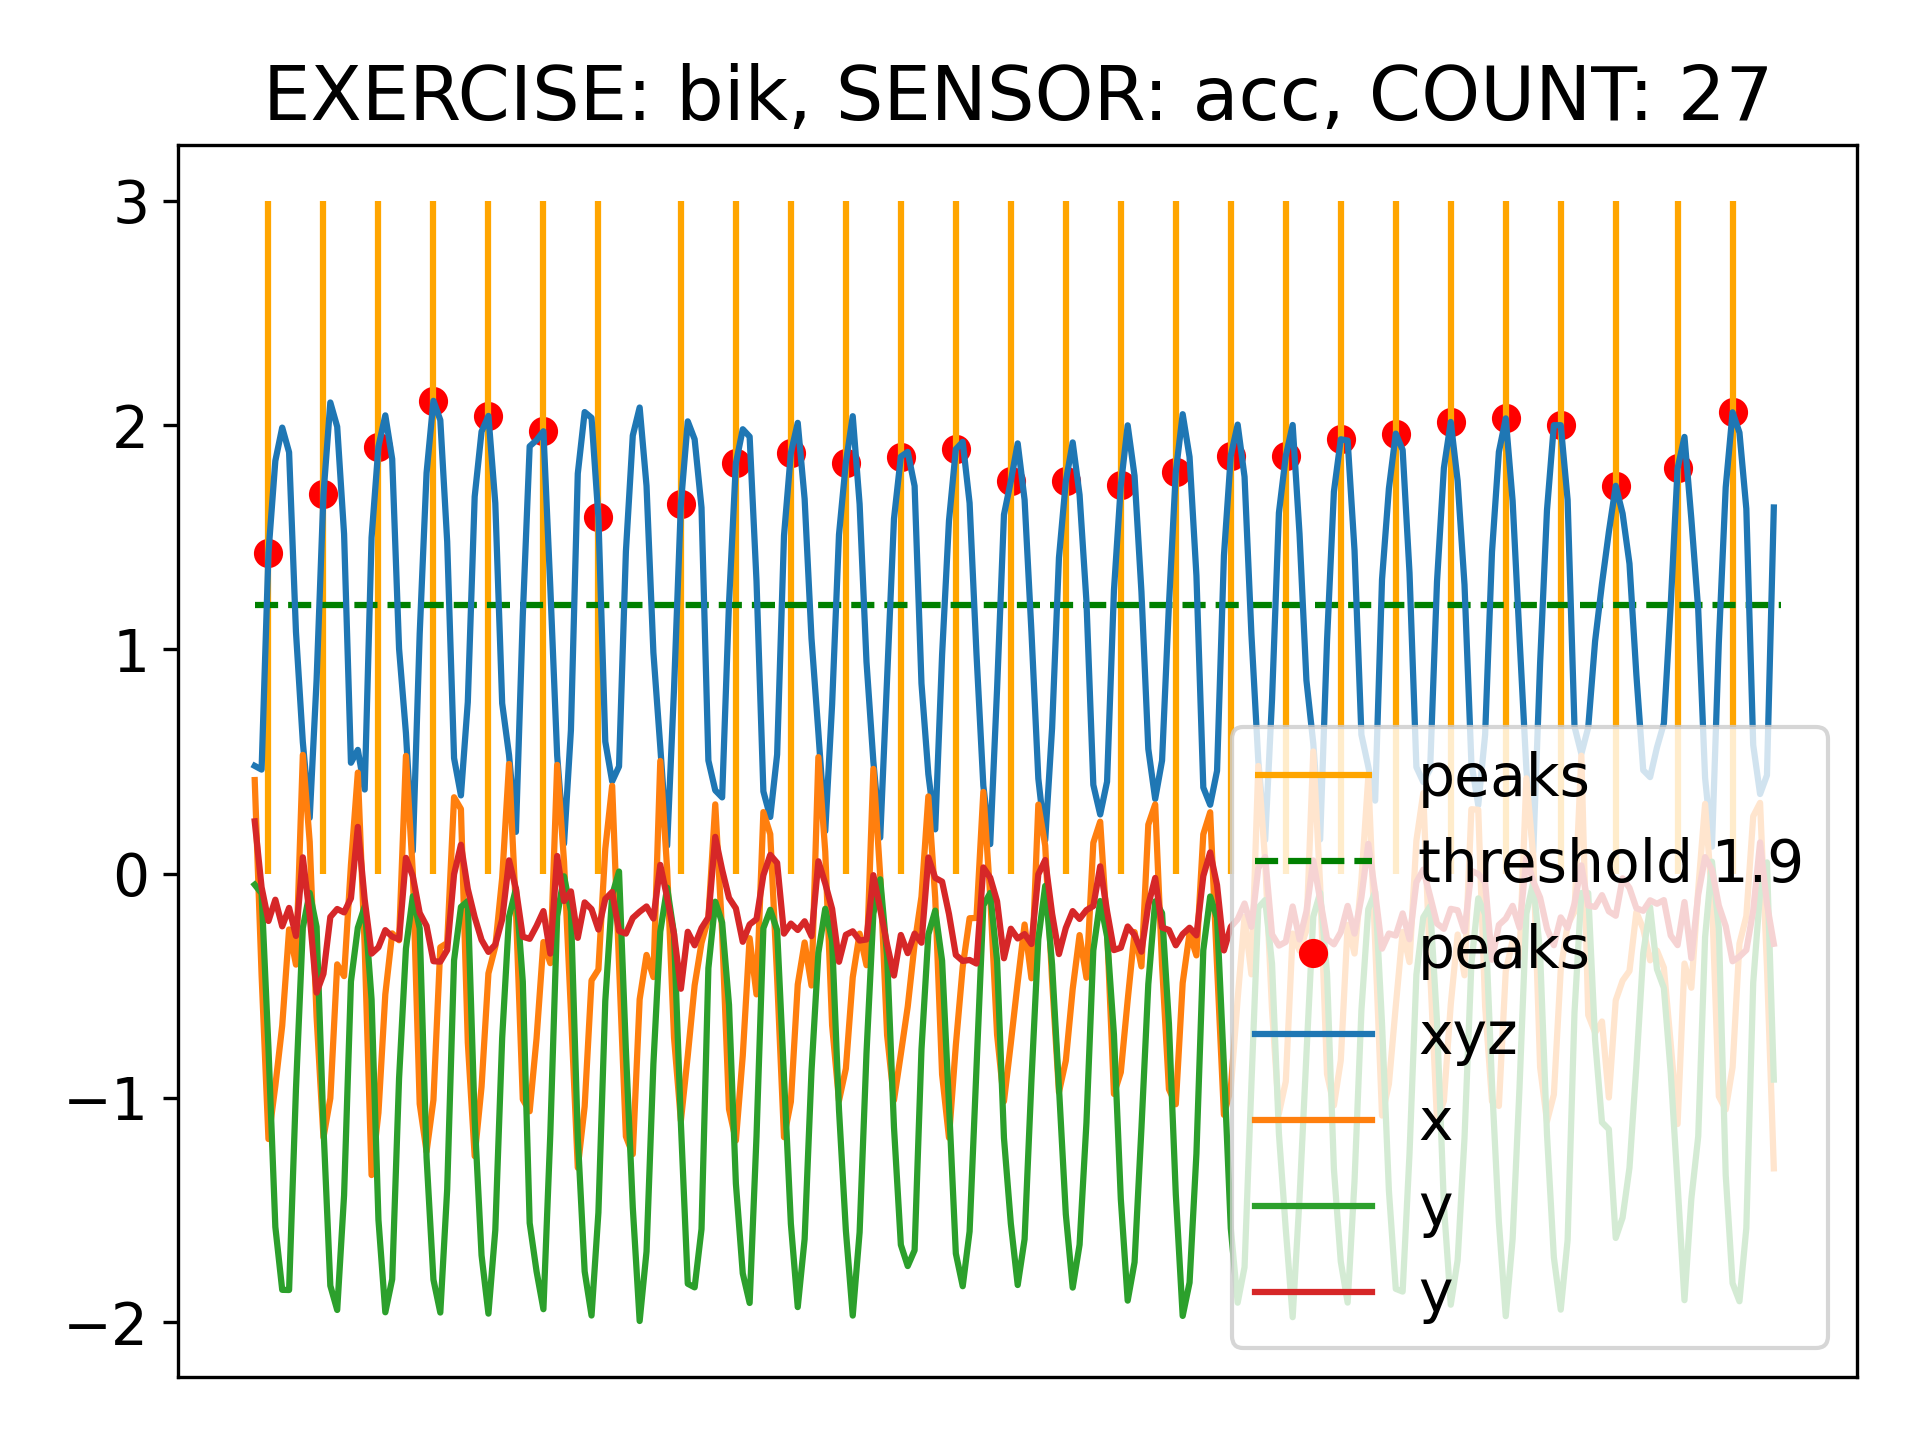 EXERCISE: bik, SENSOR: acc, COUNT: 27
3
2
1
0
−1
−2
peaks
threshold 1.9
peaks
xyz
x
y
y